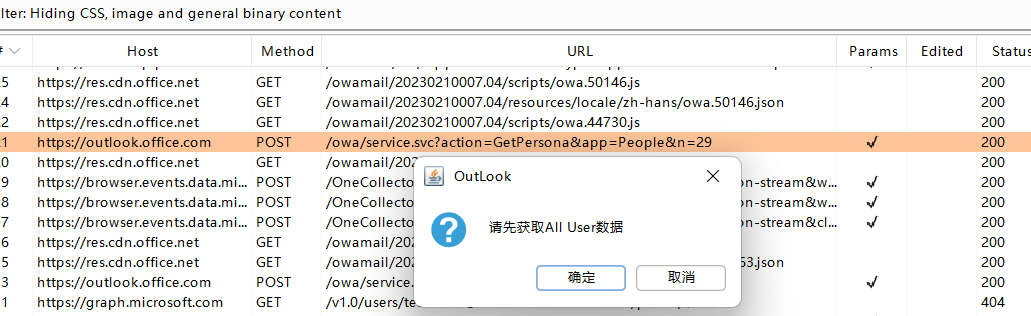 lter: Hiding CSS, image and general binary content
# Host Method URL Params Edited Status
5 https://res.cdn.office.net GET /owamail/20230210007.04/scripts/owa.50146.js 200
4 https://res.cdn.office.net GET /owamail/20230210007.04/resources/locale/zh-hans/owa.50146.json 200
2 https://res.cdn.office.net GET /owamail/20230210007.04/scripts/owa.44730.js 200
1 https://outlook.office.com POST /owa/service.svc?action=GetPersona&app=People&n=29 ✓ 200
0 https://res.cdn.office.net GET /owamail/202 200
9 https://browser.events.data.mi... POST /OneCollecto on-stream&w... ✓ 200
8 https://browser.events.data.mi... POST /OneCollecto on-stream&w... ✓ 200
7 https://browser.events.data.mi... POST /OneCollecto on-stream&cl... ✓ 200
6 https://res.cdn.office.net GET /owamail/202 200
5 https://res.cdn.office.net GET /owamail/202 63.json 200
3 https://outlook.office.com POST /owa/service. ✓ 200
1 https://graph.microsoft.com GET /v1.0/users/te 404
OutLook
请先获取All User数据
确定 取消